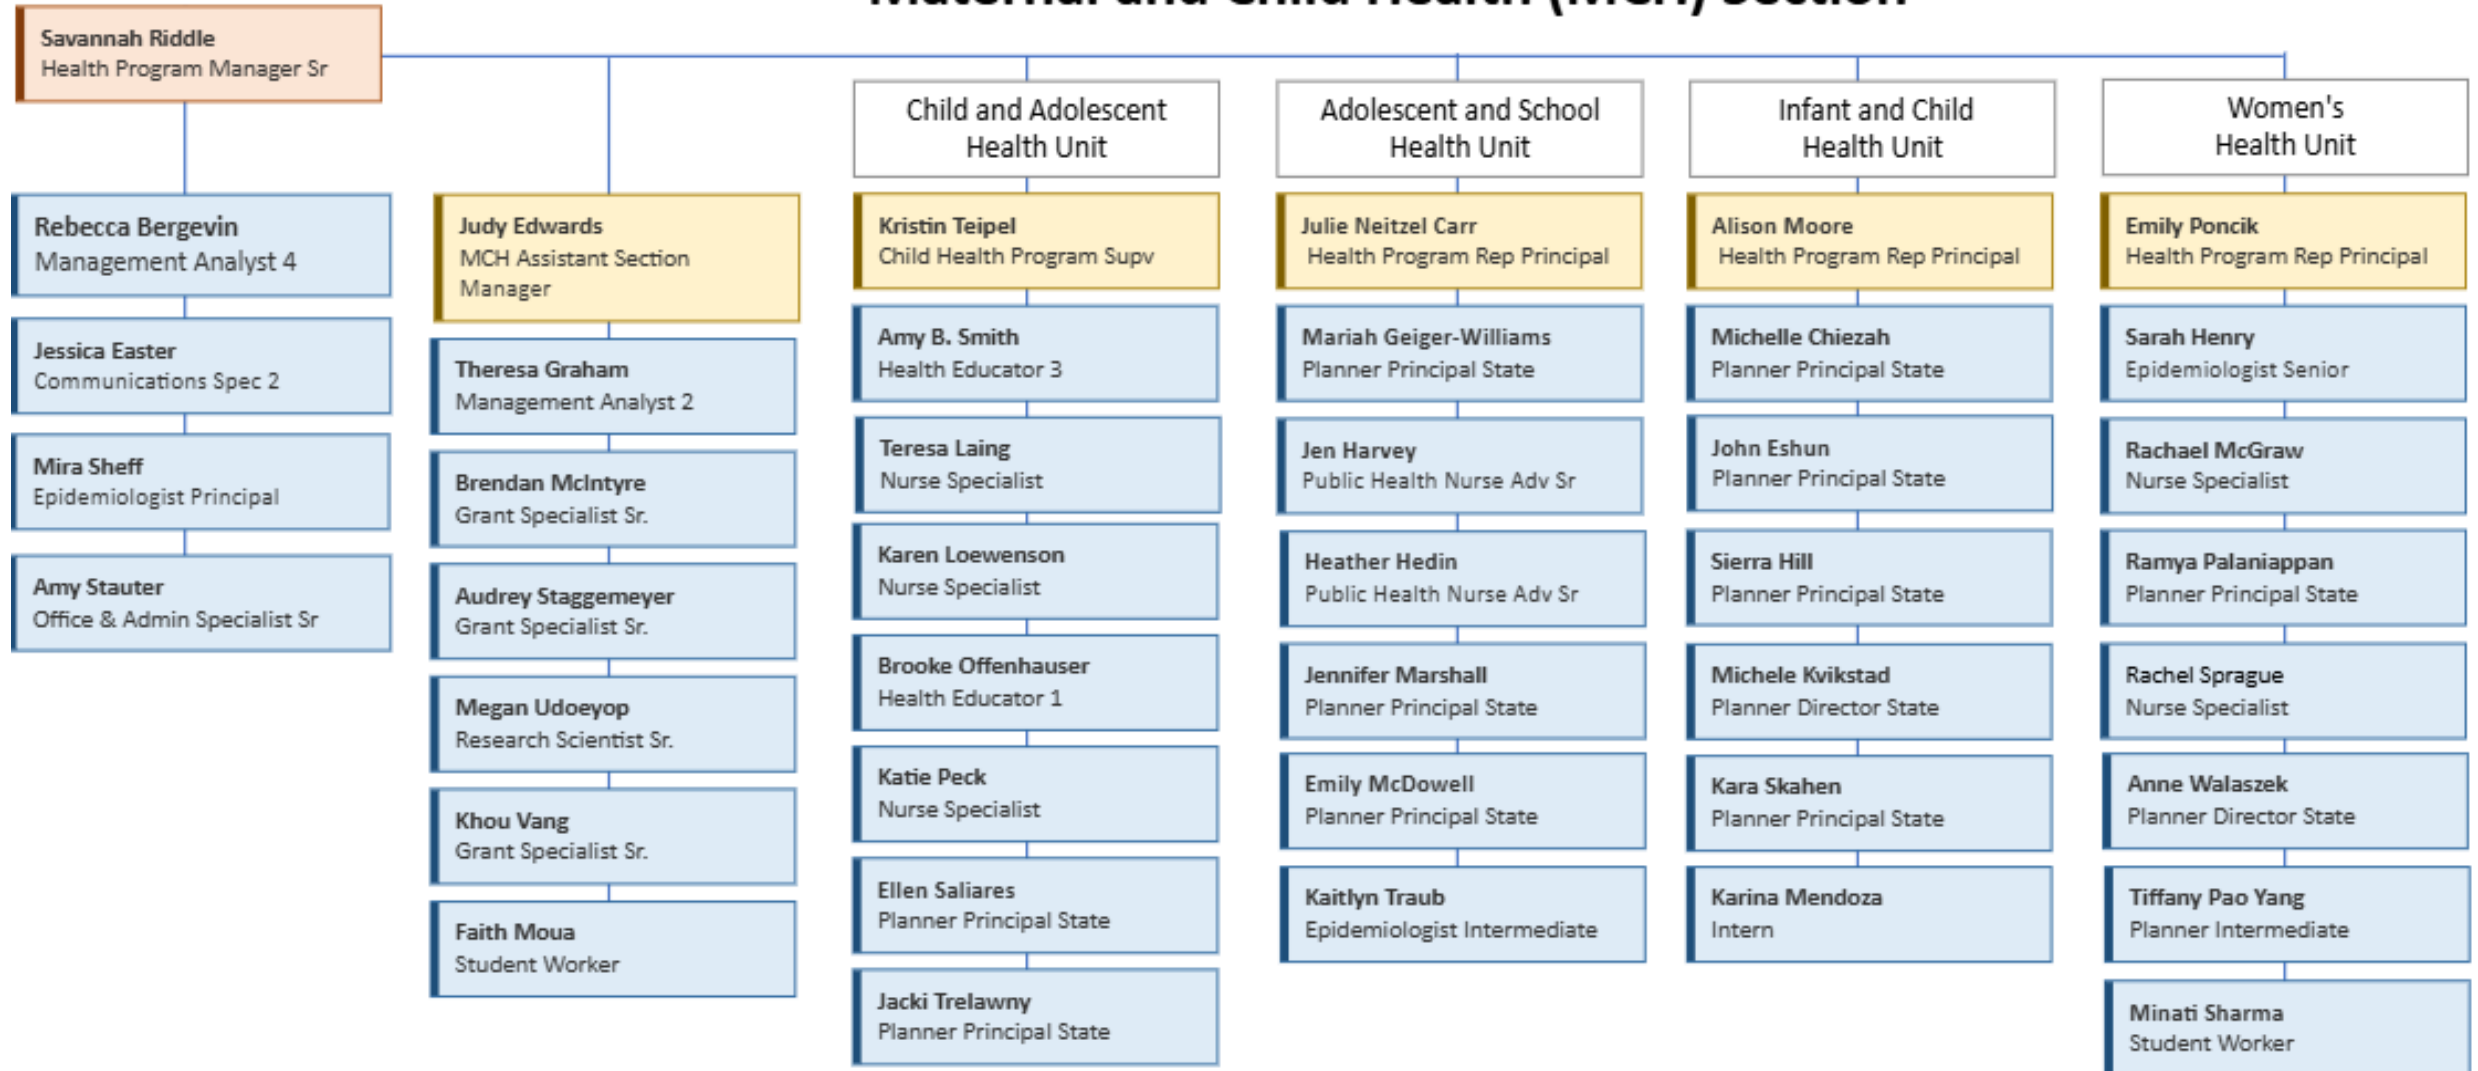 Maternal and Child Health (MCH) Section
Savannah Riddle
Health Program Manager Sr
Rebecca Bergevin
Management Analyst 4
Jessica Easter
Communications Spec 2
Mira Sheff
Epidemiologist Principal
Amy Stauter
Office & Admin Specialist Sr
Judy Edwards
MCH Assistant Section
Manager
Theresa Graham
Management Analyst 2
Brendan McIntyre
Grant Specialist Sr.
Audrey Staggemeyer
Grant Specialist Sr.
Megan Udoeyop
Research Scientist Sr.
Khou Vang
Grant Specialist Sr.
Faith Moua
Student Worker
Child and Adolescent
Health Unit
Kristin Teipel
Child Health Program Supv
Amy B. Smith
Health Educator 3
Teresa Laing
Nurse Specialist
Karen Loewenson
Nurse Specialist
Brooke Offenhauser
Health Educator 1
Katie Peck
Nurse Specialist
Ellen Saliares
Planner Principal State
Jacki Trelawny
Planner Principal State
Adolescent and School
Health Unit
Julie Neitzel Carr
Health Program Rep Principal
Mariah Geiger-Williams
Planner Principal State
Jen Harvey
Public Health Nurse Adv Sr
Heather Hedin
Public Health Nurse Adv Sr
Jennifer Marshall
Planner Principal State
Emily McDowell
Planner Principal State
Kaitlyn Traub
Epidemiologist Intermediate
Infant and Child
Health Unit
Alison Moore
Health Program Rep Principal
Michelle Chiezah
Planner Principal State
John Eshun
Planner Principal State
Sierra Hill
Planner Principal State
Michele Kvikstad
Planner Director State
Kara Skahen
Planner Principal State
Karina Mendoza
Intern
Women's
Health Unit
Emily Poncik
Health Program Rep Principal
Sarah Henry
Epidemiologist Senior
Rachael McGraw
Nurse Specialist
Ramya Palaniappan
Planner Principal State
Rachel Sprague
Nurse Specialist
Anne Walaszek
Planner Director State
Tiffany Pao Yang
Planner Intermediate
Minati Sharma
Student Worker